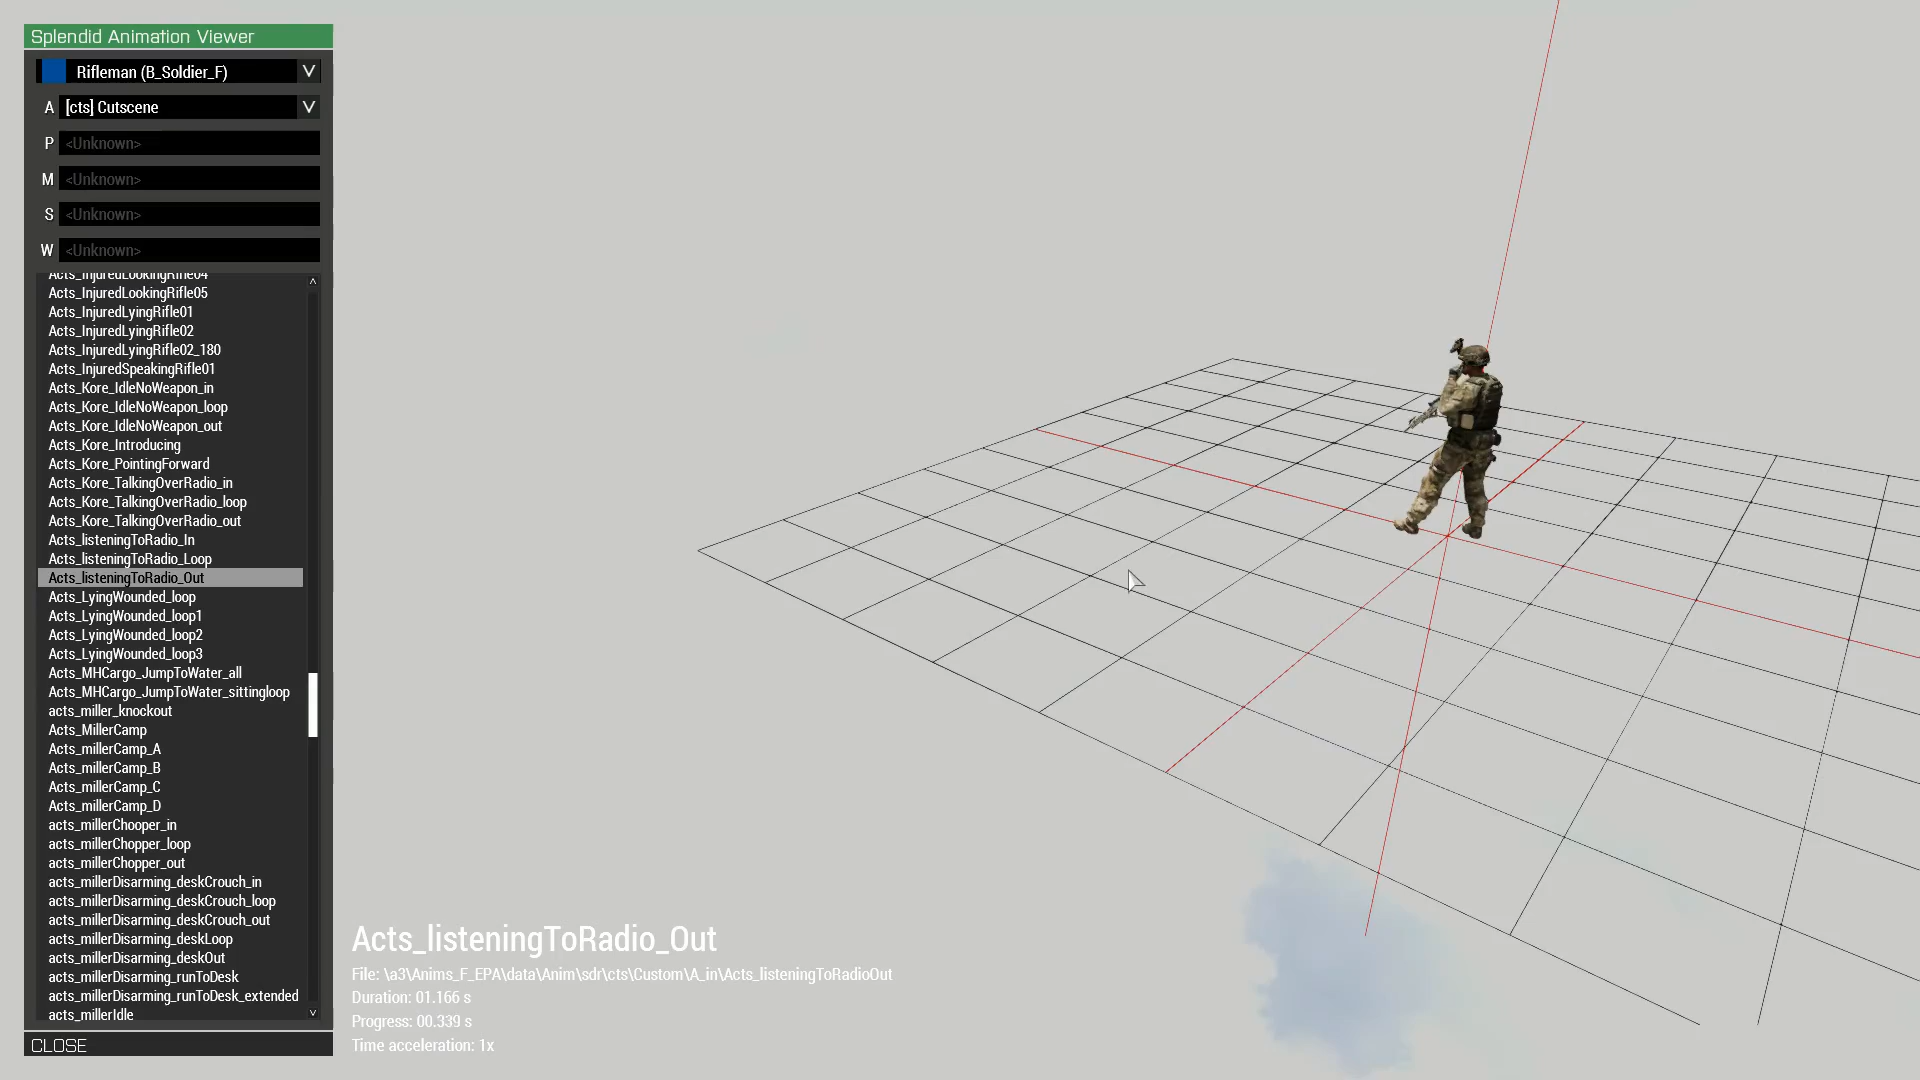 Splendid Animation Viewer
Rifleman (B_Soldier_F)
A [cts] Cutscene
P <Unknown>
M <Unknown>
S <Unknown>
W <Unknown>
Acts_InjuredLookingRifle04
Acts_InjuredLookingRifle05
Acts_InjuredLyingRifle01
Acts_InjuredLyingRifle02
Acts_InjuredLyingRifle02_180
Acts_InjuredSpeakingRifle01
Acts_Kore_IdleNoWeapon_in
Acts_Kore_IdleNoWeapon_loop
Acts_Kore_IdleNoWeapon_out
Acts_Kore_Introducing
Acts_Kore_PointingForward
Acts_Kore_TalkingOverRadio_in
Acts_Kore_TalkingOverRadio_loop
Acts_Kore_TalkingOverRadio_out
Acts_listeningToRadio_In
Acts_listeningToRadio_Loop
Acts_listeningToRadio_Out
Acts_LyingWounded_loop
Acts_LyingWounded_loop1
Acts_LyingWounded_loop2
Acts_LyingWounded_loop3
Acts_MHCargo_JumpToWater_all
Acts_MHCargo_JumpToWater_sittingloop
acts_miller_knockout
Acts_MillerCamp
Acts_millerCamp_A
Acts_millerCamp_B
Acts_millerCamp_C
Acts_millerCamp_D
acts_millerChooper_in
acts_millerChopper_loop
acts_millerChopper_out
acts_millerDisarming_deskCrouch_in
acts_millerDisarming_deskCrouch_loop
acts_millerDisarming_deskCrouch_out
acts_millerDisarming_deskLoop
acts_millerDisarming_deskOut
acts_millerDisarming_runToDesk
acts_millerDisarming_runToDesk_extended
acts_millerIdle
CLOSE
Acts_listeningToRadio_Out
File: \a3\Anims_F_EPA\data\Anim\sdr\cts\Custom\A_in\Acts_listeningToRadioOut
Duration: 01.166 s
Progress: 00.339 s
Time acceleration: 1x